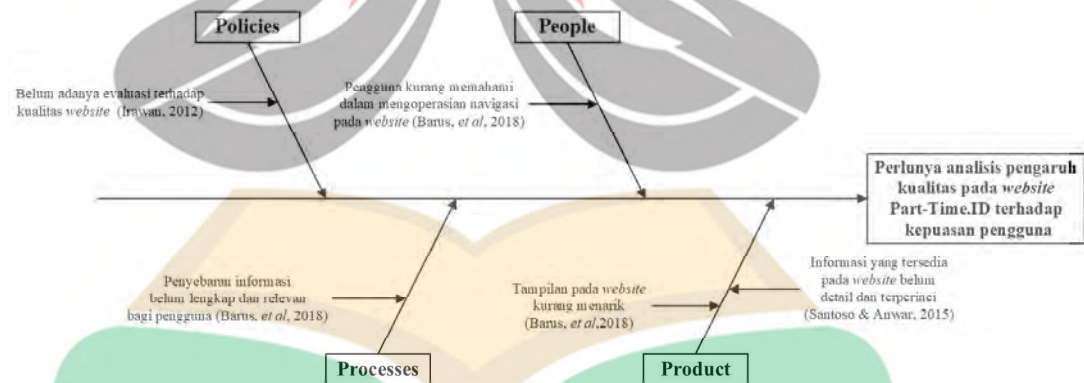 Policies
People
Belum adanya evaluasi terhadap
kualitas website (Irawan, 2012)
Pengguna kurang memahami
dalam mengoperasian navigasi
pada website (Barus, et al, 2018)
Perlunya analisis pengaruh
kualitas pada website
Part-Time.ID terhadap
kepuasan pengguna
Penyebaran informasi
belum lengkap dan relevan
bagi pengguna (Barus, et al, 2018)
Tampilan pada website
kurang menarik
(Barus, et al,2018)
Informasi yang tersedia
pada website belum
detail dan terperinci
(Santoso & Anwar, 2015)
Processes
Product